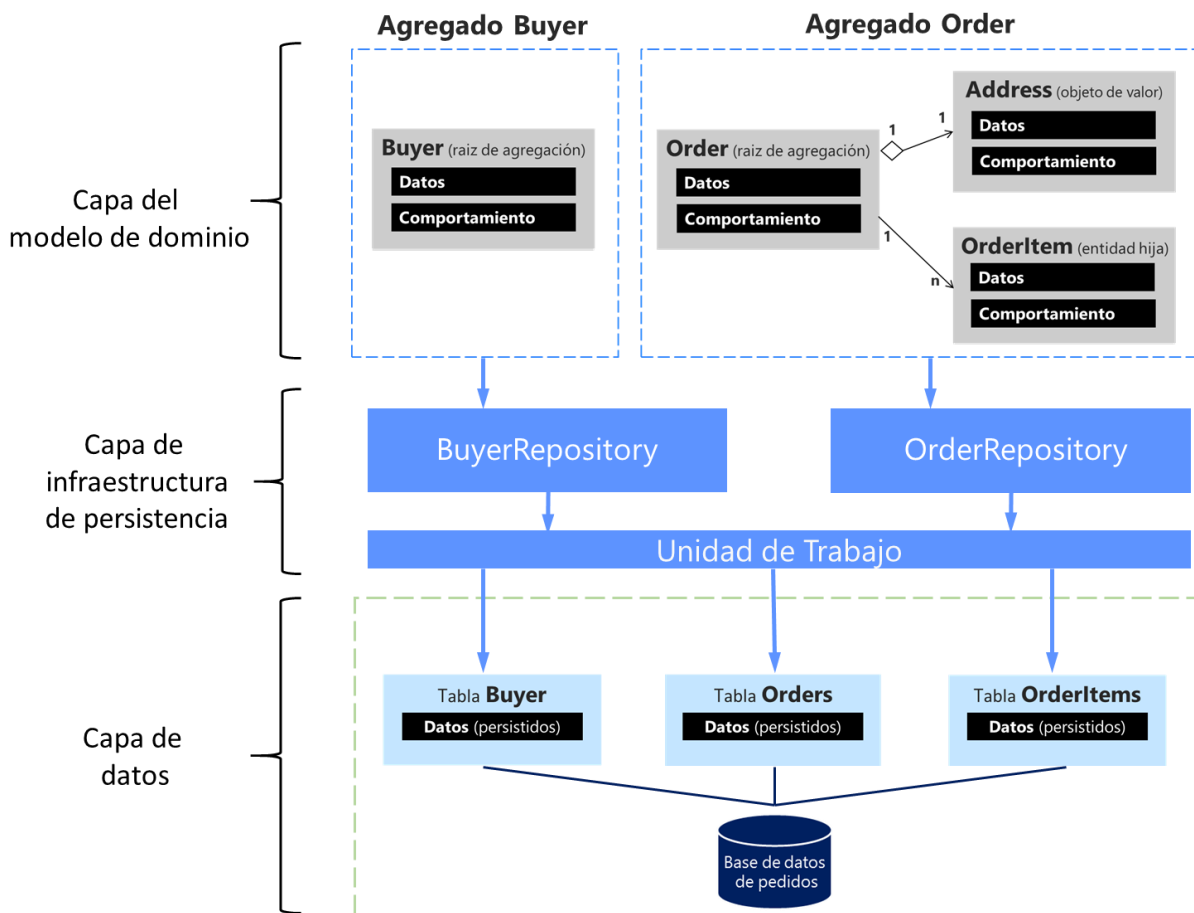 Agregado Buyer
Agregado Order
Capa del
modelo de dominio
Buyer (raiz de agregación)
Datos
Comportamiento
Order (raiz de agregación)
Datos
Comportamiento
1
1
Address (objeto de valor)
Datos
Comportamiento
1
n
OrderItem (entidad hija)
Datos
Comportamiento
Capa de
infraestructura
de persistencia
BuyerRepository
OrderRepository
Unidad de Trabajo
Capa de
datos
Tabla Buyer
Datos (persistidos)
Tabla Orders
Datos (persistidos)
Tabla OrderItems
Datos (persistidos)
Base de datos
de pedidos